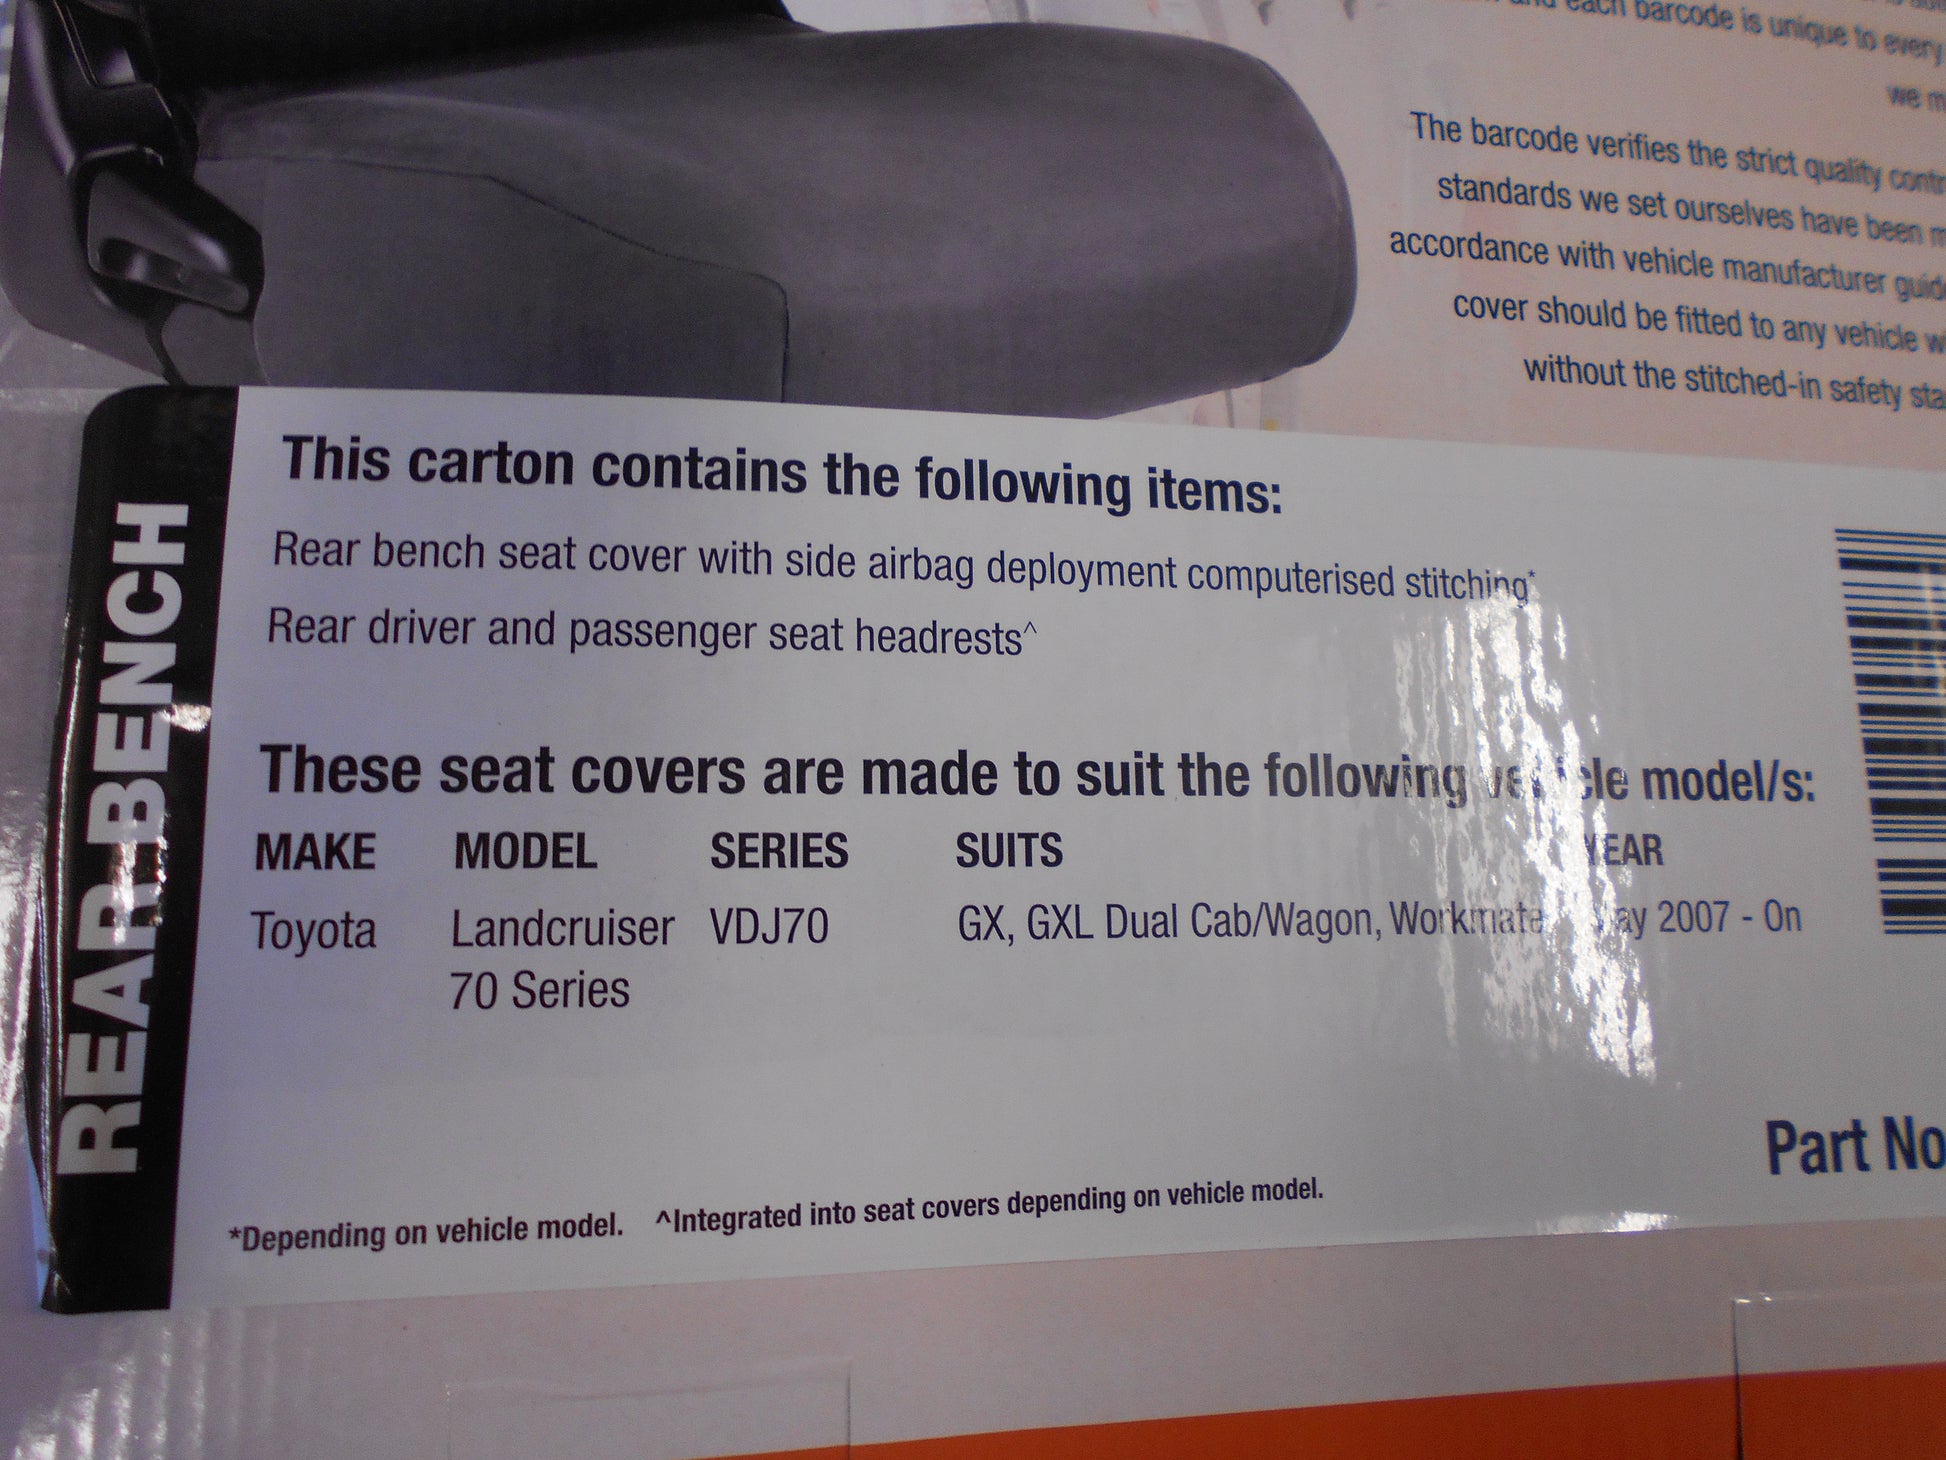 each barcode is unique to every
we
The barcode verifies the strict quality
standards we set ourselves have been
accordance with vehicle manufacturer
cover should be fitted to any vehicle
without the stitched-in safety
REAR BENCH
This carton contains the following items:
Rear bench seat cover with side airbag deployment computerised stitching*
Rear driver and passenger seat headrests^
These seat covers are made to suit the following vehicle model/s:
MAKE MODEL SERIES SUITS YEAR
Toyota Landcruiser VDJ70 GX, GXL Dual Cab/Wagon, Workmate May 2007 - On
70 Series
Part No
*Depending on vehicle model. ^Integrated into seat covers depending on vehicle model.